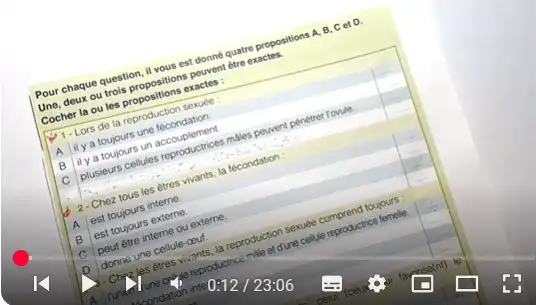 Pour chaque question, il vous est donné quatre propositions A, B, C et D.
Une, deux ou trois propositions peuvent être exactes.
Cocher la ou les propositions exactes :
1 - Lors de la reproduction sexuée :
A il y a toujours une fécondation.
B il y a toujours un accouplement.
C plusieurs cellules reproductrices mâles peuvent pénétrer l'ovule.
2 - Chez tous les êtres vivants, la fécondation :
A est toujours interne.
B est toujours externe.
C peut être interne ou externe.
D donne une cellule-œuf.
- Chez les êtres vivants, la reproduction sexuée comprend toujours :
A l'union d'une cellule reproductrice mâle et d'une cellule reproductrice femelle.
fécondation
0:12 / 23:06